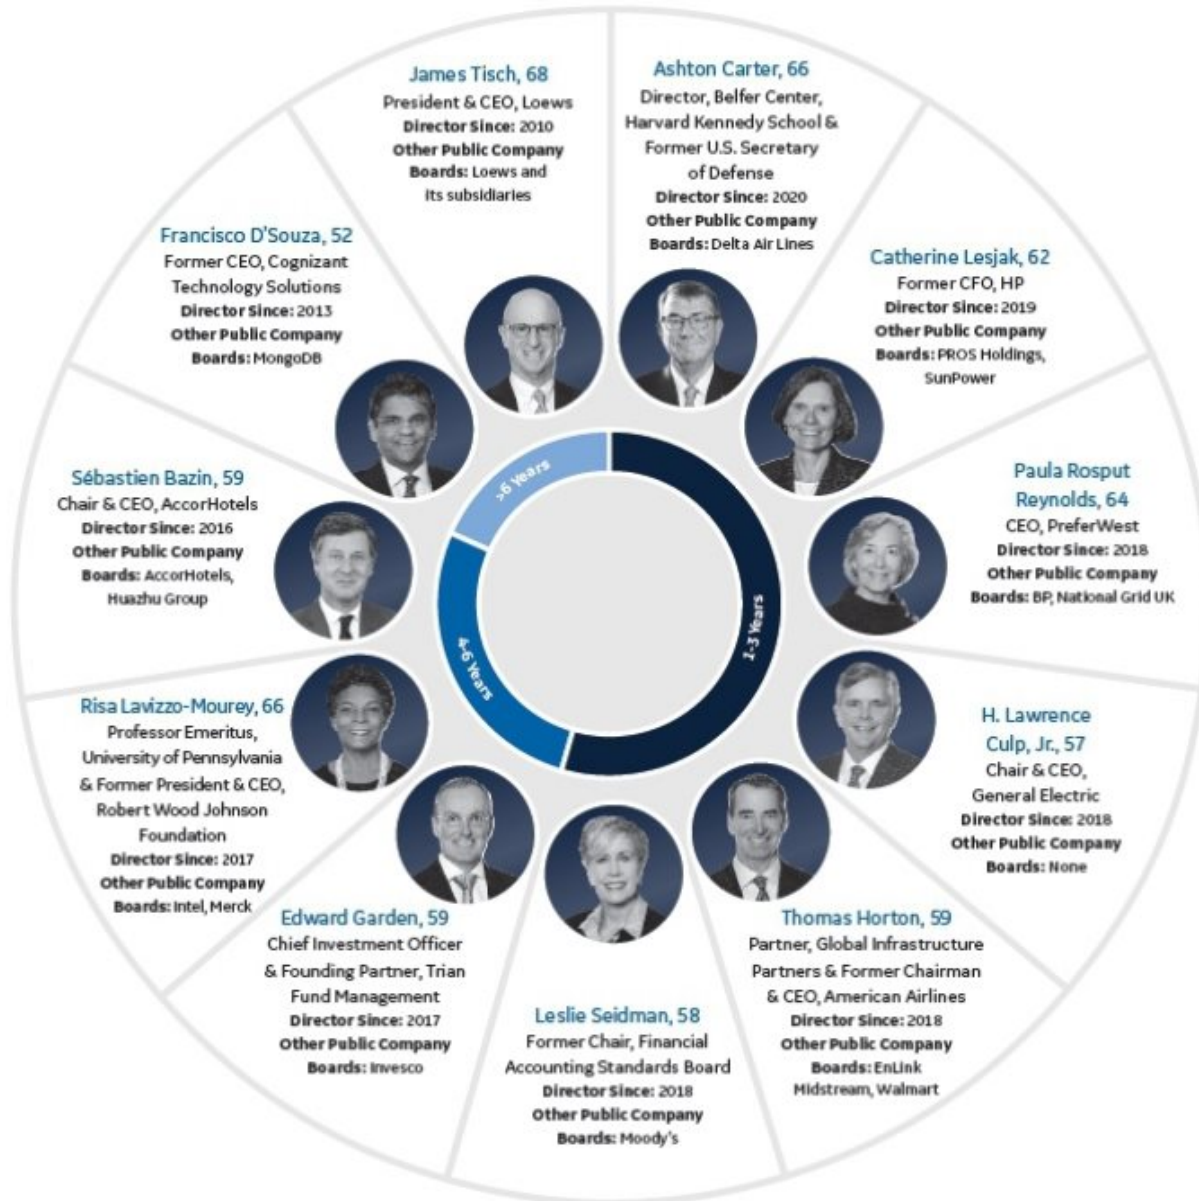 James Tisch, 68
President & CEO, Loews
Director Since: 2010
Other Public Company
Boards: Loews and
its subsidiaries
Ashton Carter, 66
Director, Belfer Center,
Harvard Kennedy School &
Former U.S. Secretary
of Defense
Director Since: 2020
Other Public Company
Boards: Delta Air Lines
Catherine Lesjak, 62
Former CFO, HP
Director Since: 2019
Other Public Company
Boards: PROS Holdings,
SunPower
Paula Rosput
Reynolds, 64
CEO, PreferWest
Director Since: 2018
Other Public Company
Boards: BP, National Grid UK
H. Lawrence
Culp, Jr., 57
Chair & CEO,
General Electric
Director Since: 2018
Other Public Company
Boards: None
Thomas Horton, 59
Partner, Global Infrastructure
Partners & Former Chairman
& CEO, American Airlines
Director Since: 2018
Other Public Company
Boards: EnLink
Midstream, Walmart
Leslie Seidman, 58
Former Chair, Financial
Accounting Standards Board
Director Since: 2018
Other Public Company
Boards: Moody's
Edward Garden, 59
Chief Investment Officer
& Founding Partner, Trian
Fund Management
Director Since: 2017
Other Public Company
Boards: Invesco
Risa Lavizzo-Mourey, 66
Professor Emeritus,
University of Pennsylvania
& Former President & CEO,
Robert Wood Johnson
Foundation
Director Since: 2017
Other Public Company
Boards: Intel, Merck
Sébastien Bazin, 59
Chair & CEO, AccorHotels
Director Since: 2016
Other Public Company
Boards: AccorHotels,
Huazhu Group
Francisco D'Souza, 52
Former CEO, Cognizant
Technology Solutions
Director Since: 2013
Other Public Company
Boards: MongoDB
>6 Years
1-3 Years
4-6 Years